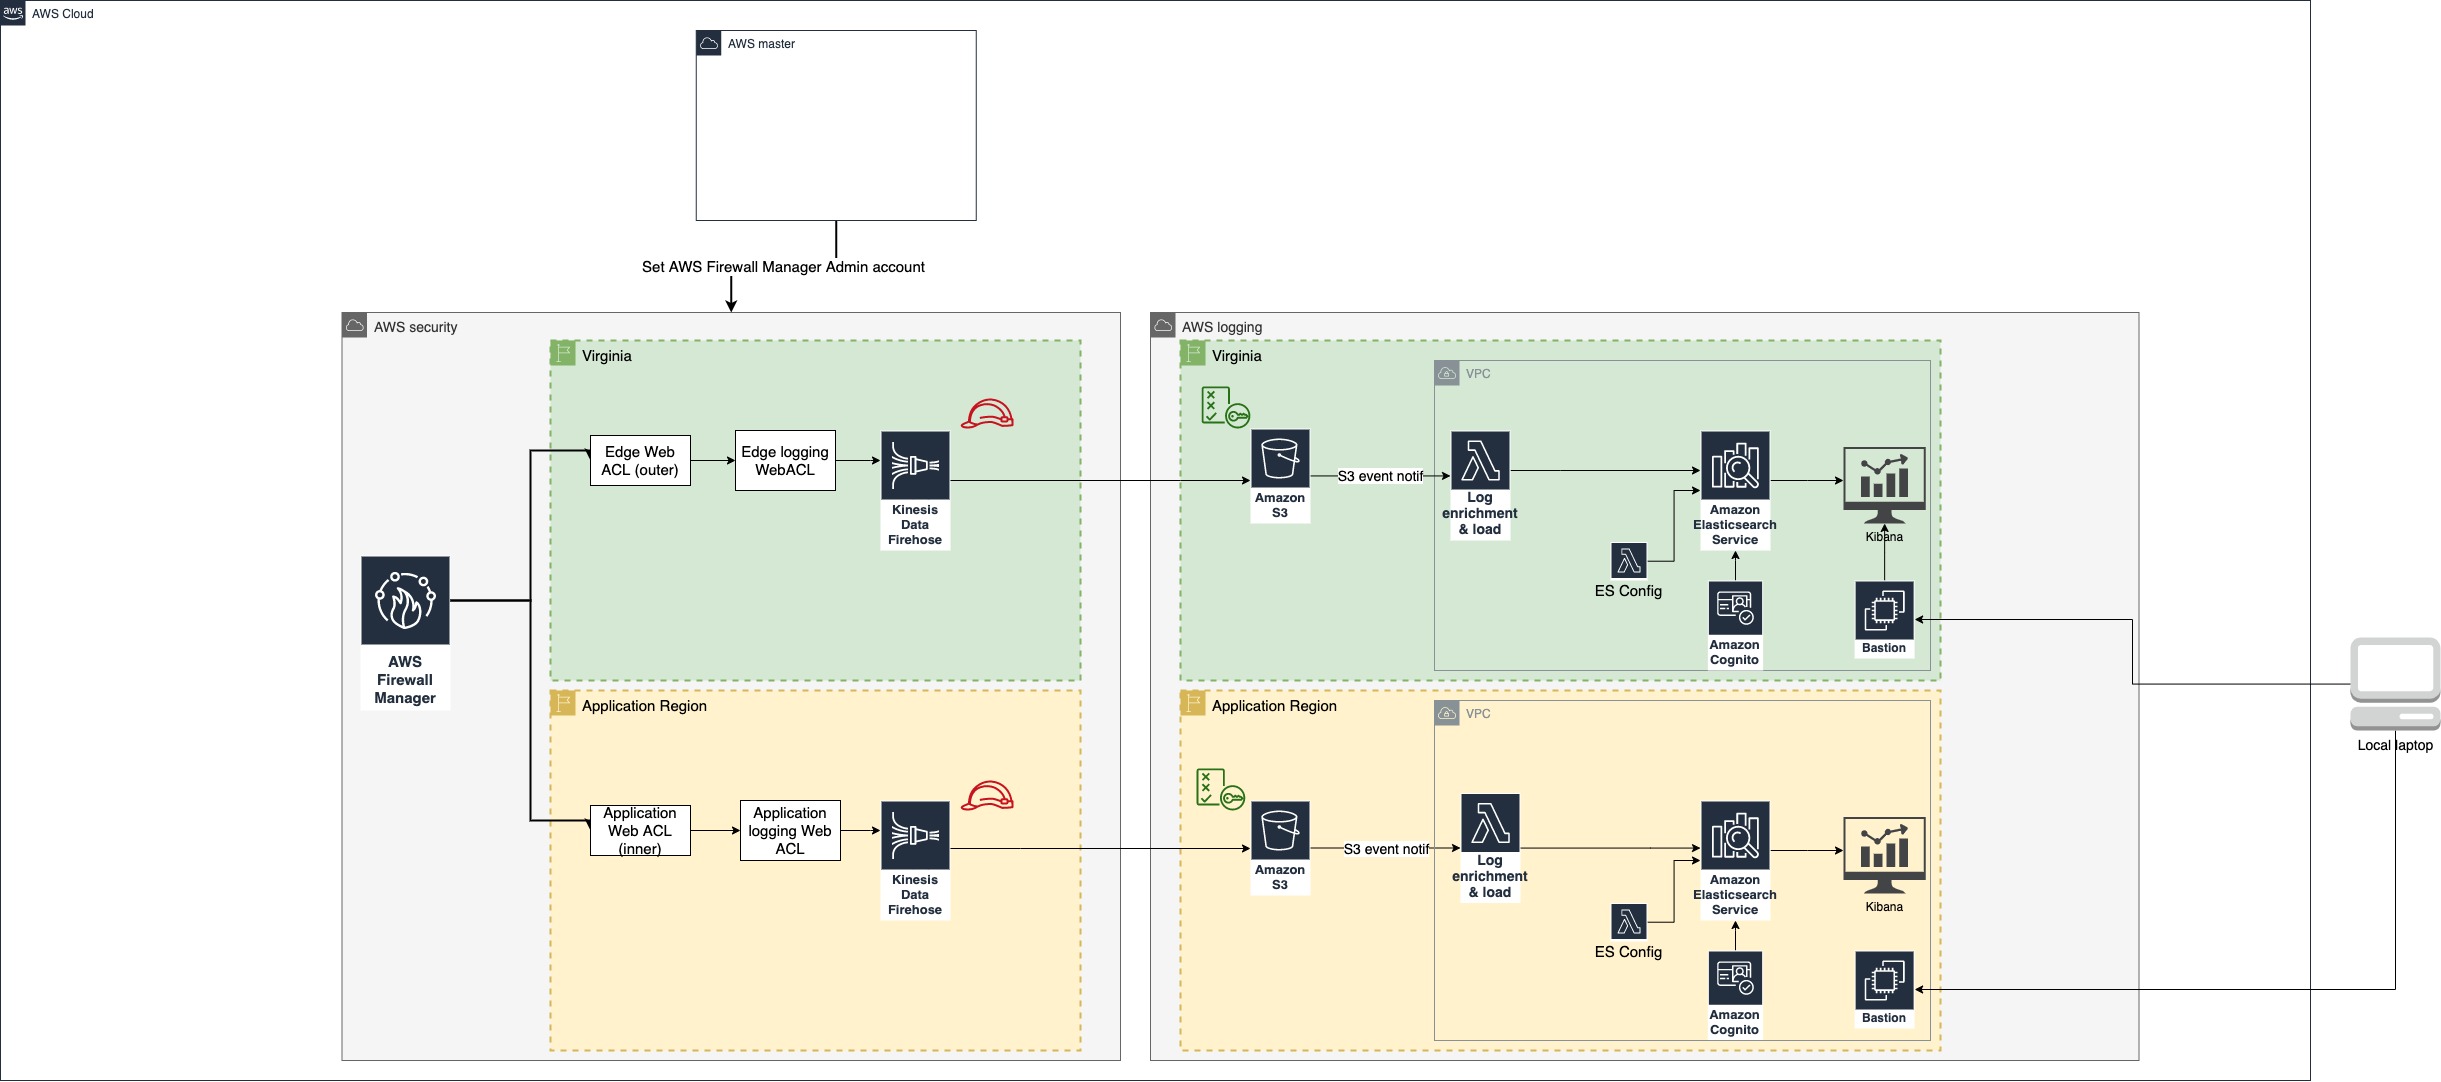 aws
AWS Cloud
AWS master
Set AWS Firewall Manager Admin account
AWS security
Virginia
Edge Web
ACL (outer)
Edge logging
WebACL
Kinesis
Data
Firehose
AWS
Firewall
Manager
Application Region
Application
Web ACL
(inner)
Application
logging Web
ACL
Kinesis
Data
Firehose
AWS logging
Virginia
VPC
Amazon
S3
S3 event notif
Log
enrichment
& load
Amazon
Elasticsearch
Service
Kibana
ES Config
Amazon
Cognito
Bastion
Application Region
VPC
Amazon
S3
S3 event notif
Log
enrichment
& load
Amazon
Elasticsearch
Service
Kibana
ES Config
Amazon
Cognito
Bastion
Local laptop